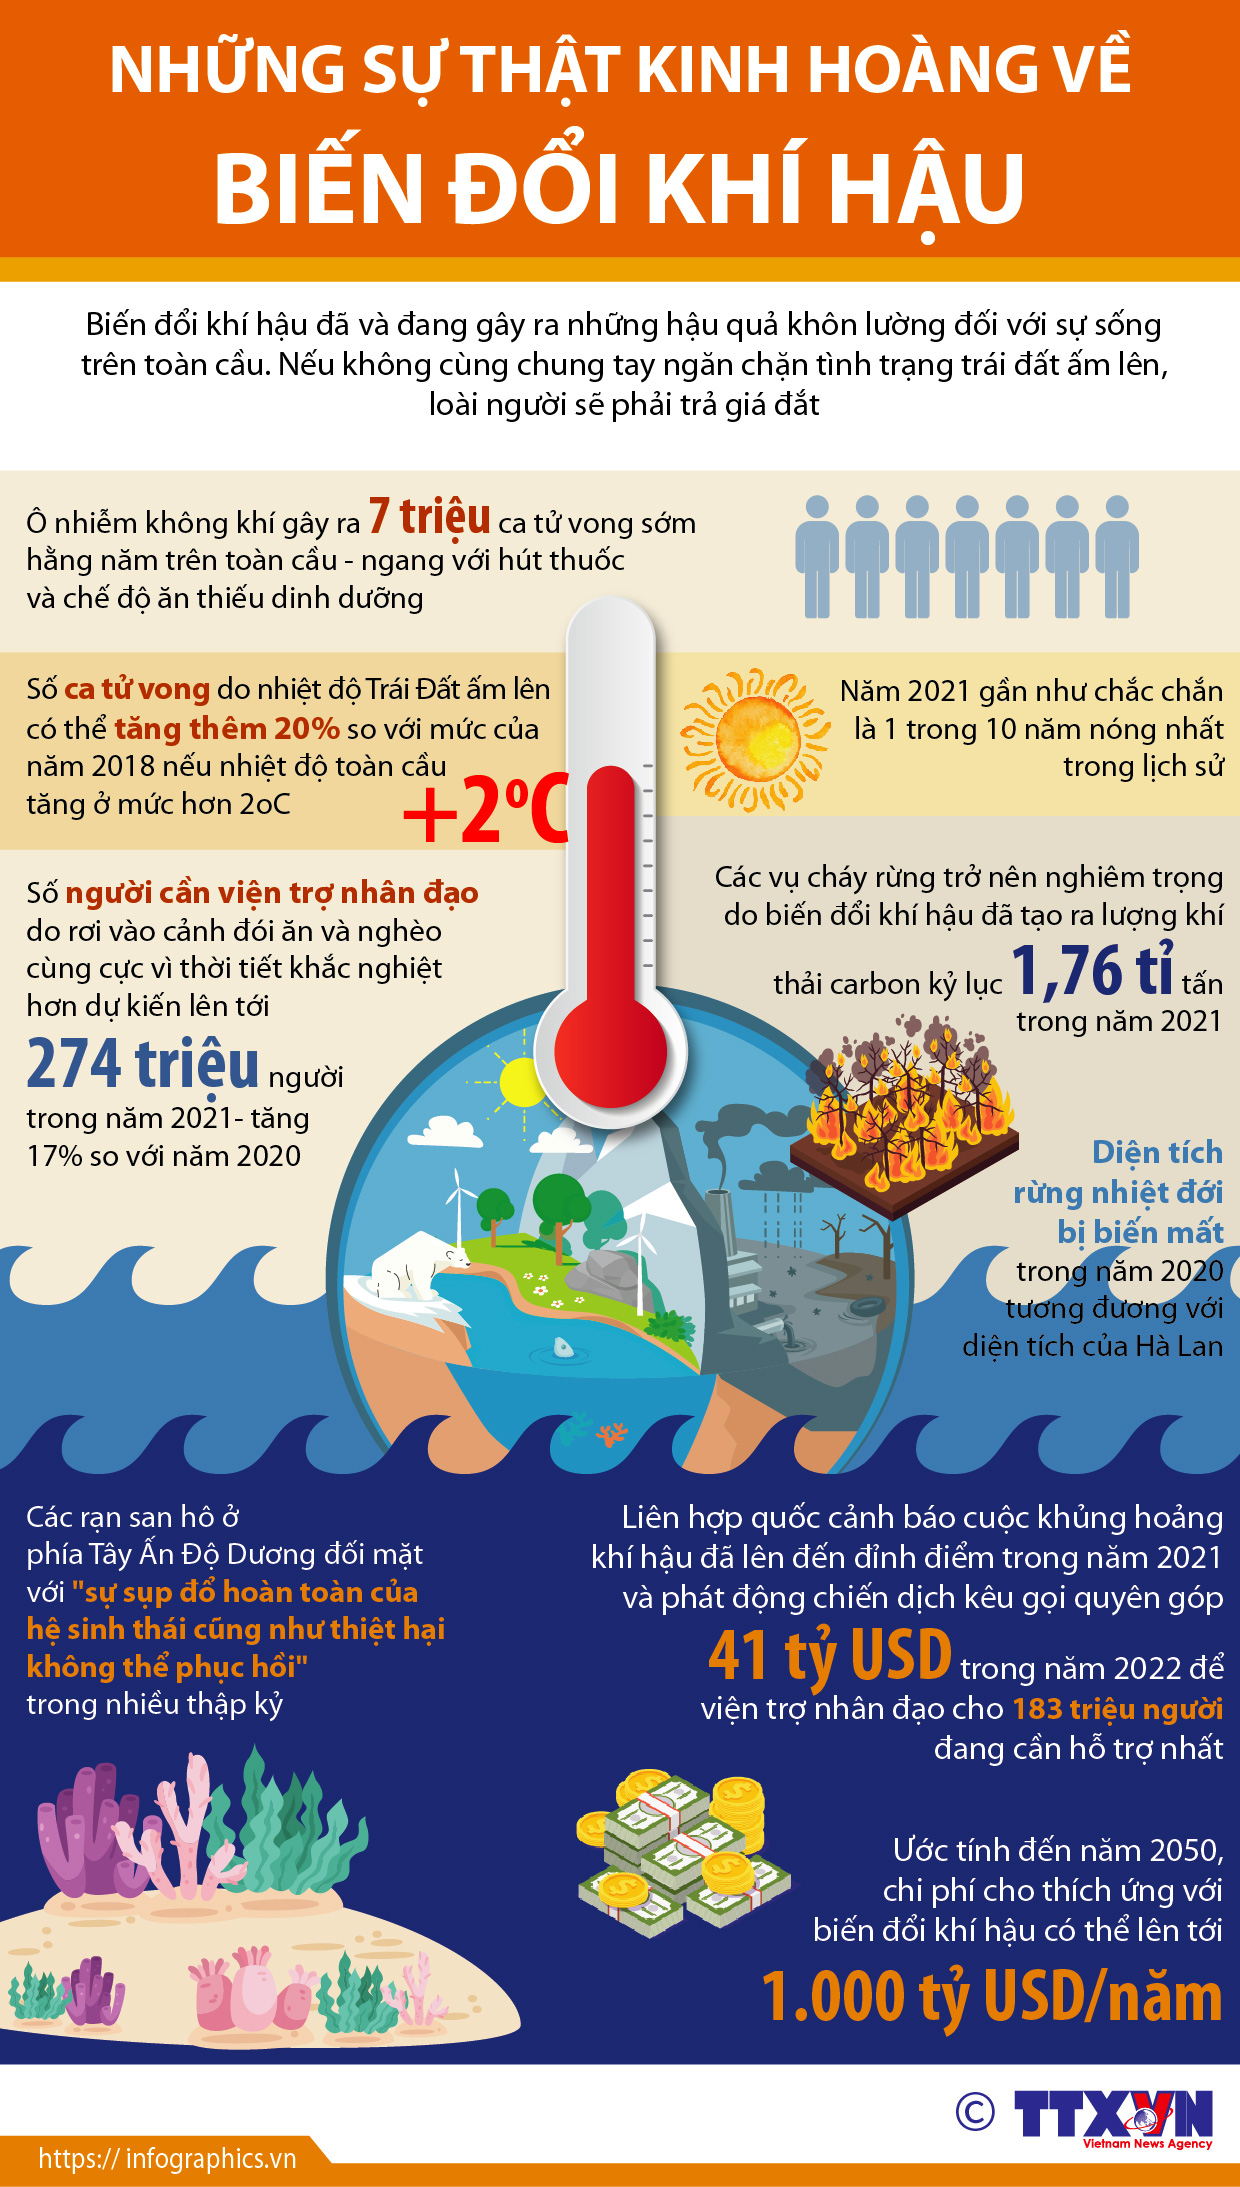 NHỮNG SỰ THẬT KINH HOÀNG VỀ
BIẾN ĐỔI KHÍ HẬU
Biến đổi khí hậu đã và đang gây ra những hậu quả khôn lường đối với sự sống
trên toàn cầu. Nếu không cùng chung tay ngăn chặn tình trạng trái đất ấm lên,
loài người sẽ phải trả giá đắt
Ô nhiễm không khí gây ra 7 triệu ca tử vong sớm
hằng năm trên toàn cầu - ngang với hút thuốc
và chế độ ăn thiếu dinh dưỡng
Số ca tử vong do nhiệt độ Trái Đất ấm lên
có thể tăng thêm 20% so với mức của
năm 2018 nếu nhiệt độ toàn cầu
tăng ở mức hơn 2oC
+2⁰C
Năm 2021 gần như chắc chắn
là 1 trong 10 năm nóng nhất
trong lịch sử
Số người cần viện trợ nhân đạo
do rơi vào cảnh đói ăn và nghèo
cùng cực vì thời tiết khắc nghiệt
hơn dự kiến lên tới
274 triệu người
trong năm 2021- tăng
17% so với năm 2020
Các vụ cháy rừng trở nên nghiêm trọng
do biến đổi khí hậu đã tạo ra lượng khí
thải carbon kỷ lục 1,76 tỉ tấn
trong năm 2021
Diện tích
rừng nhiệt đới
bị biến mất
trong năm 2020
tương đương với
diện tích của Hà Lan
Các rạn san hô ở
phía Tây Ấn Độ Dương đối mặt
với "sự sụp đổ hoàn toàn của
hệ sinh thái cũng như thiệt hại
không thể phục hồi"
trong nhiều thập kỷ
Liên hợp quốc cảnh báo cuộc khủng hoảng
khí hậu đã lên đến đỉnh điểm trong năm 2021
và phát động chiến dịch kêu gọi quyên góp
41 tỷ USD trong năm 2022 để
viện trợ nhân đạo cho 183 triệu người
đang cần hỗ trợ nhất
Ước tính đến năm 2050,
chi phí cho thích ứng với
biến đổi khí hậu có thể lên tới
1.000 tỷ USD/năm
© TTXVN
Vietnam News Agency
https:// infographics.vn